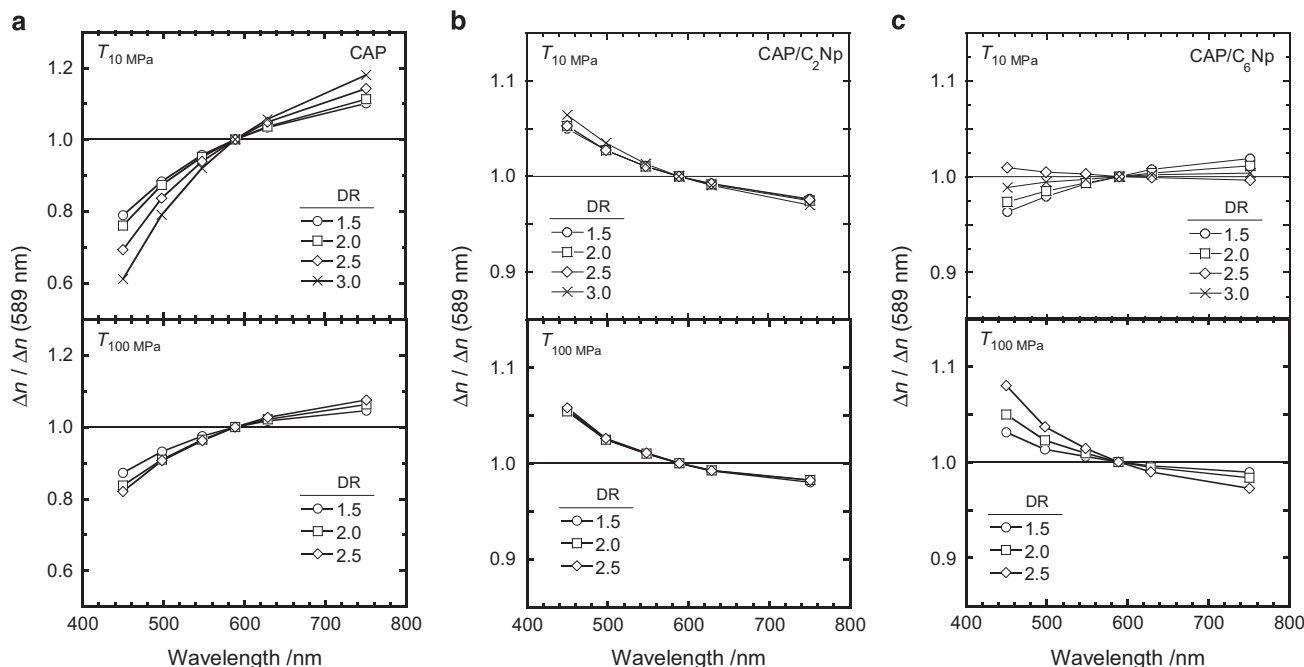 a
T10 MPa
CAP
1.2
1.0
0.8
0.6
DR
1.5
2.0
2.5
3.0
T100 MPa
1.2
1.0
0.8
0.6
DR
1.5
2.0
2.5
400 500 600 700 800
Wavelength /nm
Δn / Δn (589 nm)
b
T10 MPa
CAP/C2Np
1.1
1.0
0.9
DR
1.5
2.0
2.5
3.0
T100 MPa
1.1
1.0
0.9
DR
1.5
2.0
2.5
400 500 600 700 800
Wavelength /nm
Δn / Δn (589 nm)
c
T10 MPa
CAP/C6Np
1.1
1.0
0.9
DR
1.5
2.0
2.5
3.0
T100 MPa
1.1
1.0
0.9
DR
1.5
2.0
2.5
400 500 600 700 800
Wavelength /nm
Δn / Δn (589 nm)